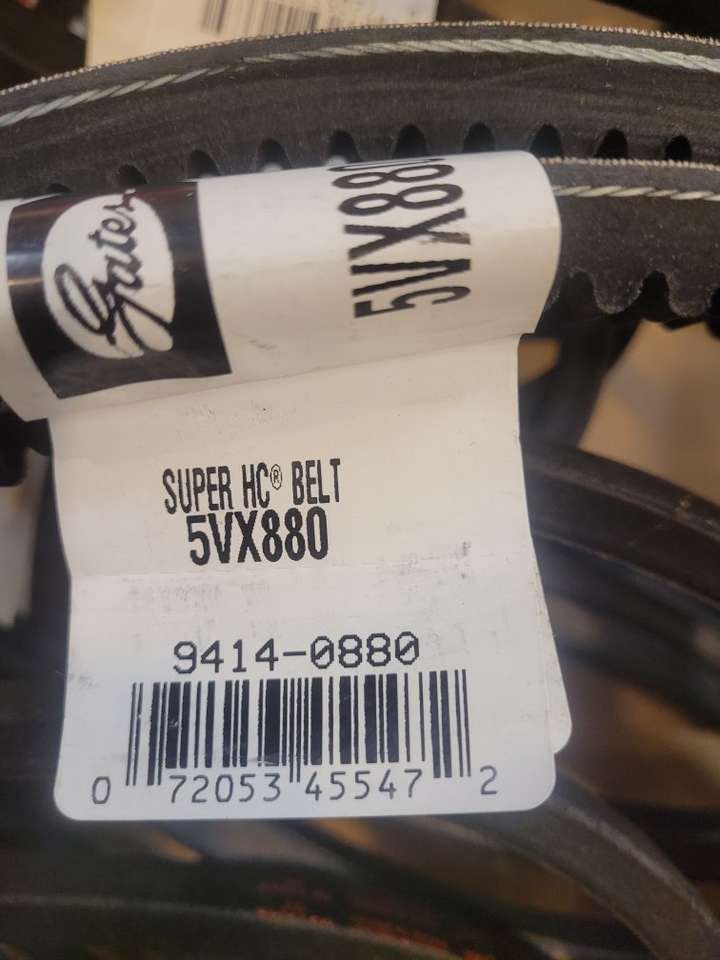 Gates
5VX880
SUPER HC® BELT
5VX880
9414-0880
0 72053 45547 2